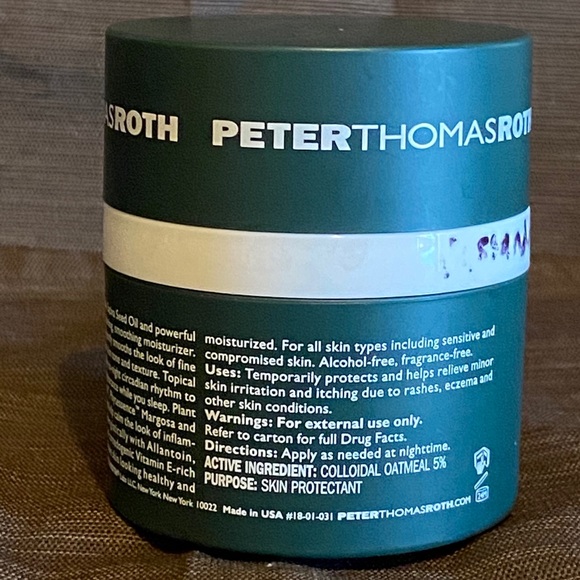 ASROTH PETERTHOMASROTH
Seed Oil and powerful
smoothing moisturizer.
smooths the look of fine
and texture. Topical
circadian rhythm to
while you sleep. Plant
Margosa and
the look of inflam-
with Allantoin,
Vitamin E-rich
looking healthy and
moisturized. For all skin types including sensitive and
compromised skin. Alcohol-free, fragrance-free.
Uses: Temporarily protects and helps relieve minor
skin irritation and itching due to rashes, eczema and
other skin conditions.
Warnings: For external use only.
Refer to carton for full Drug Facts.
Directions: Apply as needed at nighttime.
ACTIVE INGREDIENT: COLLOIDAL OATMEAL 5%
PURPOSE: SKIN PROTECTANT
LLC, New York New York 10022 Made in USA #18-01-031 PETERTHOMASROTH.COM